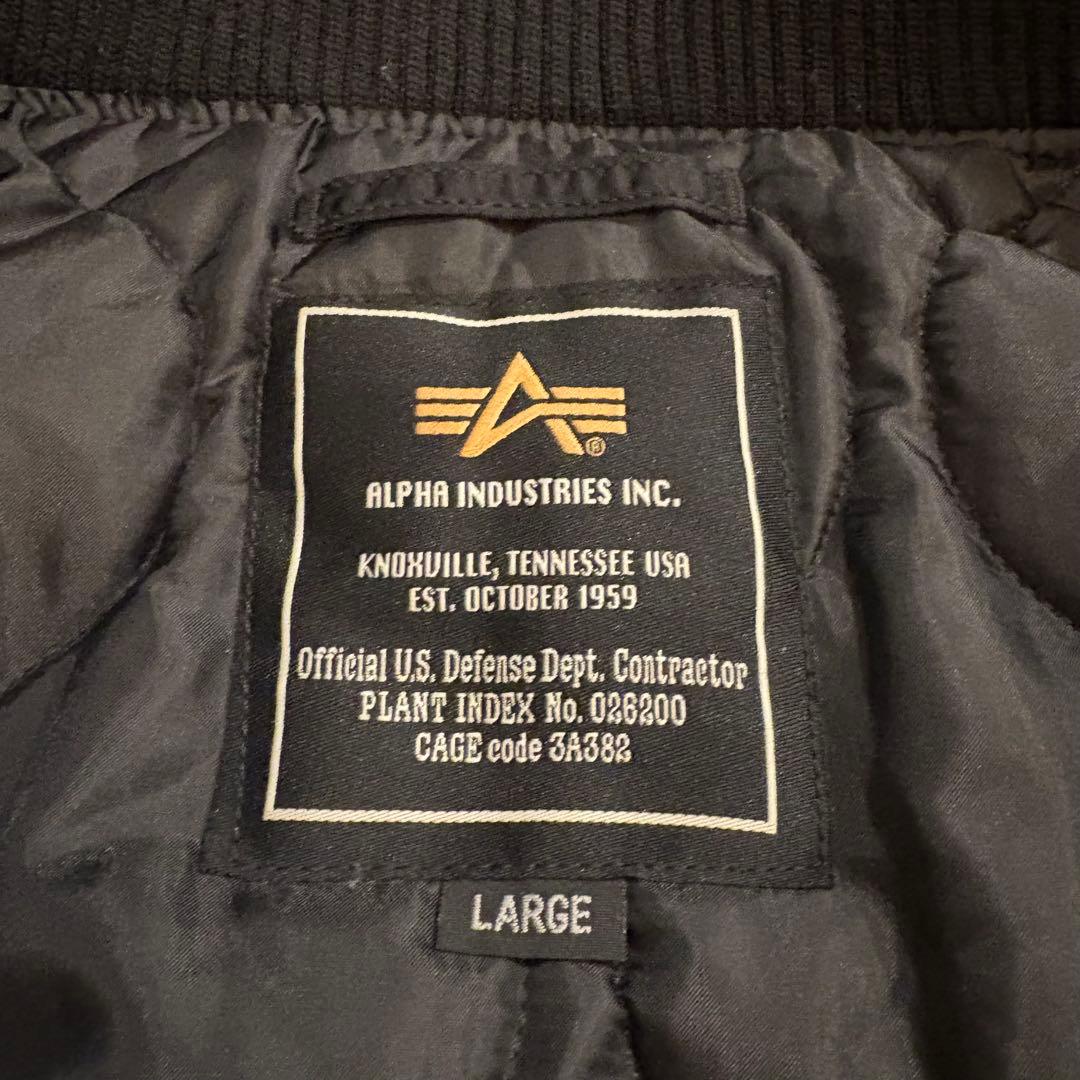 ®
ALPHA INDUSTRIES INC.
KNOXVILLE, TENNESSEE USA
EST. OCTOBER 1959
Official U.S. Defense Dept. Contractor
PLANT INDEX No. 026200
CAGE code 3A382
LARGE